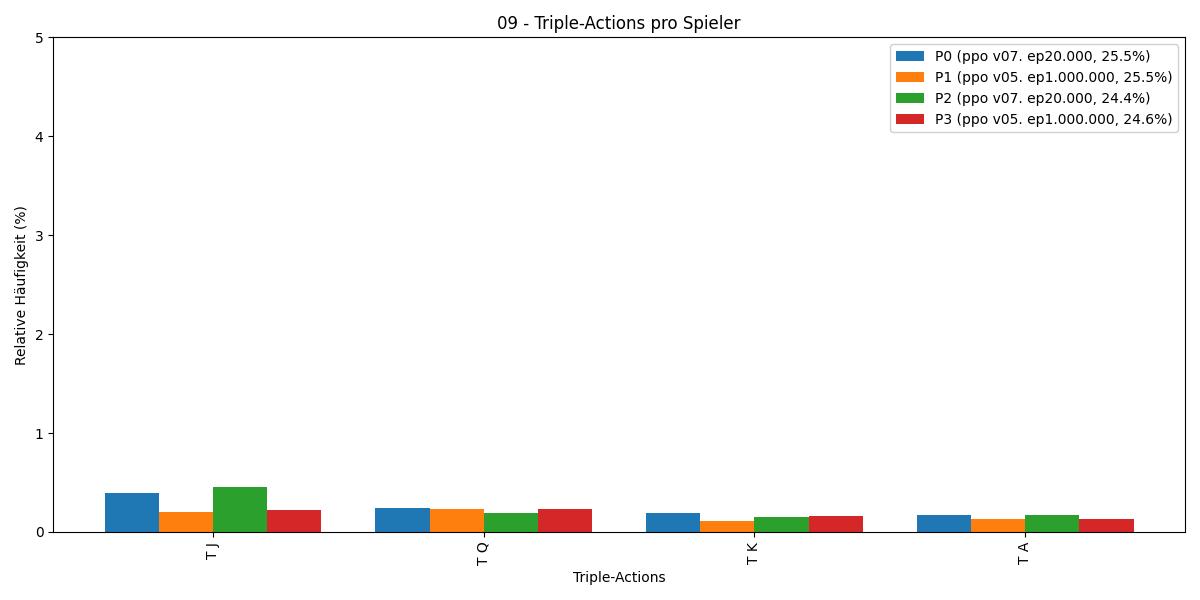 09 - Triple-Actions pro Spieler
P0 (ppo v07. ep20.000, 25.5%)
P1 (ppo v05. ep1.000.000, 25.5%)
P2 (ppo v07. ep20.000, 24.4%)
P3 (ppo v05. ep1.000.000, 24.6%)
Relative Häufigkeit (%)
5
4
3
2
1
0
T J
T Q
T K
T A
Triple-Actions